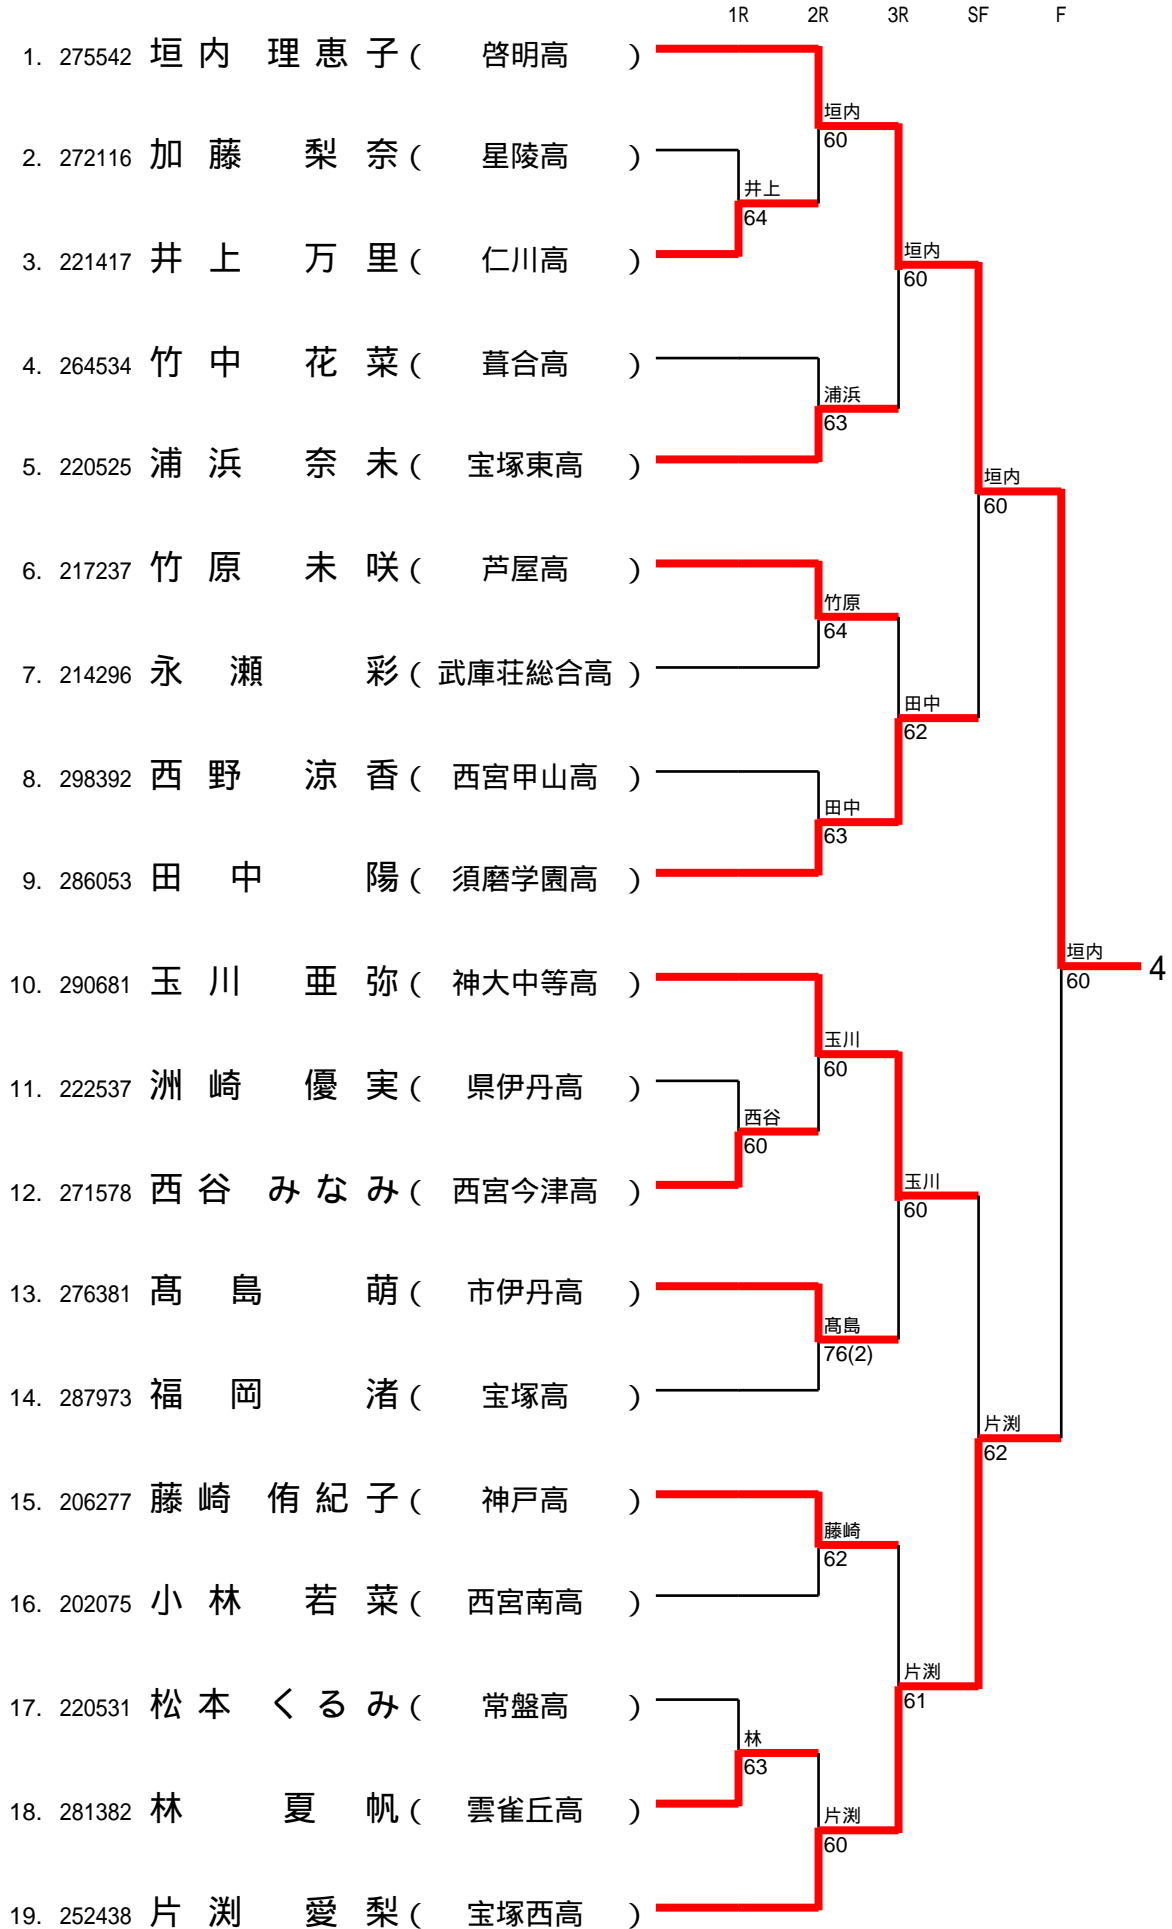 1R 2R 3R SF F
1. 275542 垣内 理恵子 ( 啓明高 )
垣内
60
2. 272116 加藤 梨奈 ( 星陵高 )
井上
64
3. 221417 井上 万里 ( 仁川高 )
垣内
60
4. 264534 竹中 花菜 ( 葺合高 )
浦浜
63
5. 220525 浦浜 奈未 ( 宝塚東高 )
垣内
60
6. 217237 竹原 未咲 ( 芦屋高 )
竹原
64
7. 214296 永瀬 彩 ( 武庫荘総合高 )
田中
62
8. 298392 西野 涼香 ( 西宮甲山高 )
田中
63
9. 286053 田中 陽 ( 須磨学園高 )
垣内
60
4
10. 290681 玉川 亜弥 ( 神大中等高 )
玉川
60
11. 222537 洲崎 優実 ( 県伊丹高 )
西谷
60
12. 271578 西谷 みなみ ( 西宮今津高 )
玉川
60
13. 276381 髙島 萌 ( 市伊丹高 )
髙島
76(2)
14. 287973 福岡 渚 ( 宝塚高 )
片渕
62
15. 206277 藤崎 侑紀子 ( 神戸高 )
藤崎
62
16. 202075 小林 若菜 ( 西宮南高 )
片渕
61
17. 220531 松本 くるみ ( 常盤高 )
林
63
18. 281382 林 夏帆 ( 雲雀丘高 )
片渕
60
19. 252438 片渕 愛梨 ( 宝塚西高 )